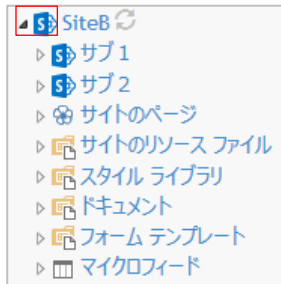 SiteB
サブ 1
サブ 2
サイトのページ
サイトのリソース ファイル
スタイル ライブラリ
ドキュメント
フォーム テンプレート
マイクロフィード